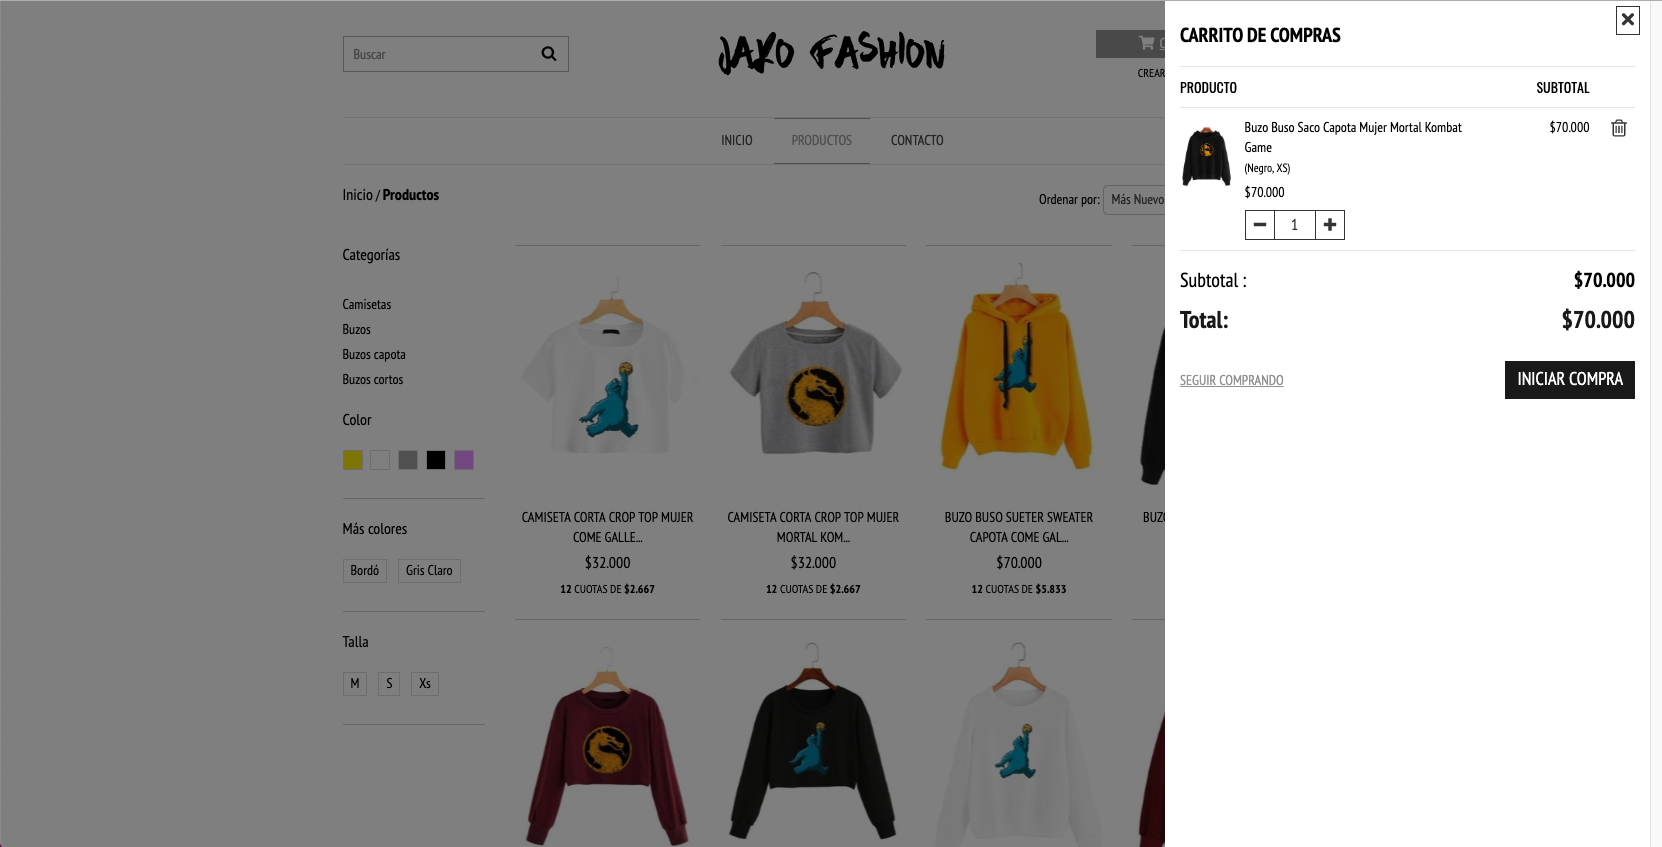 Buscar
JAKO FASHION
CREAR
INICIO
PRODUCTOS
CONTACTO
Inicio / Productos
Ordenar por:
Más Nuevo
Categorías
Camisetas
Buzos
Buzos capota
Buzos cortos
Color
Más colores
Bordó
Gris Claro
Talla
M
S
Xs
CAMISETA CORTA CROP TOP MUJER
COME GALLE...
$32.000
12 CUOTAS DE $2.667
CAMISETA CORTA CROP TOP MUJER
MORTAL KOM...
$32.000
12 CUOTAS DE $2.667
BUZO BUSO SUETER SWEATER
CAPOTA COME GAL...
$70.000
12 CUOTAS DE $5.833
CARRITO DE COMPRAS
PRODUCTO
SUBTOTAL
Buzo Buso Saco Capota Mujer Mortal Kombat
Game
(Negro, XS)
$70.000
$70.000
1
Subtotal :
$70.000
Total:
$70.000
SEGUIR COMPRANDO
INICIAR COMPRA